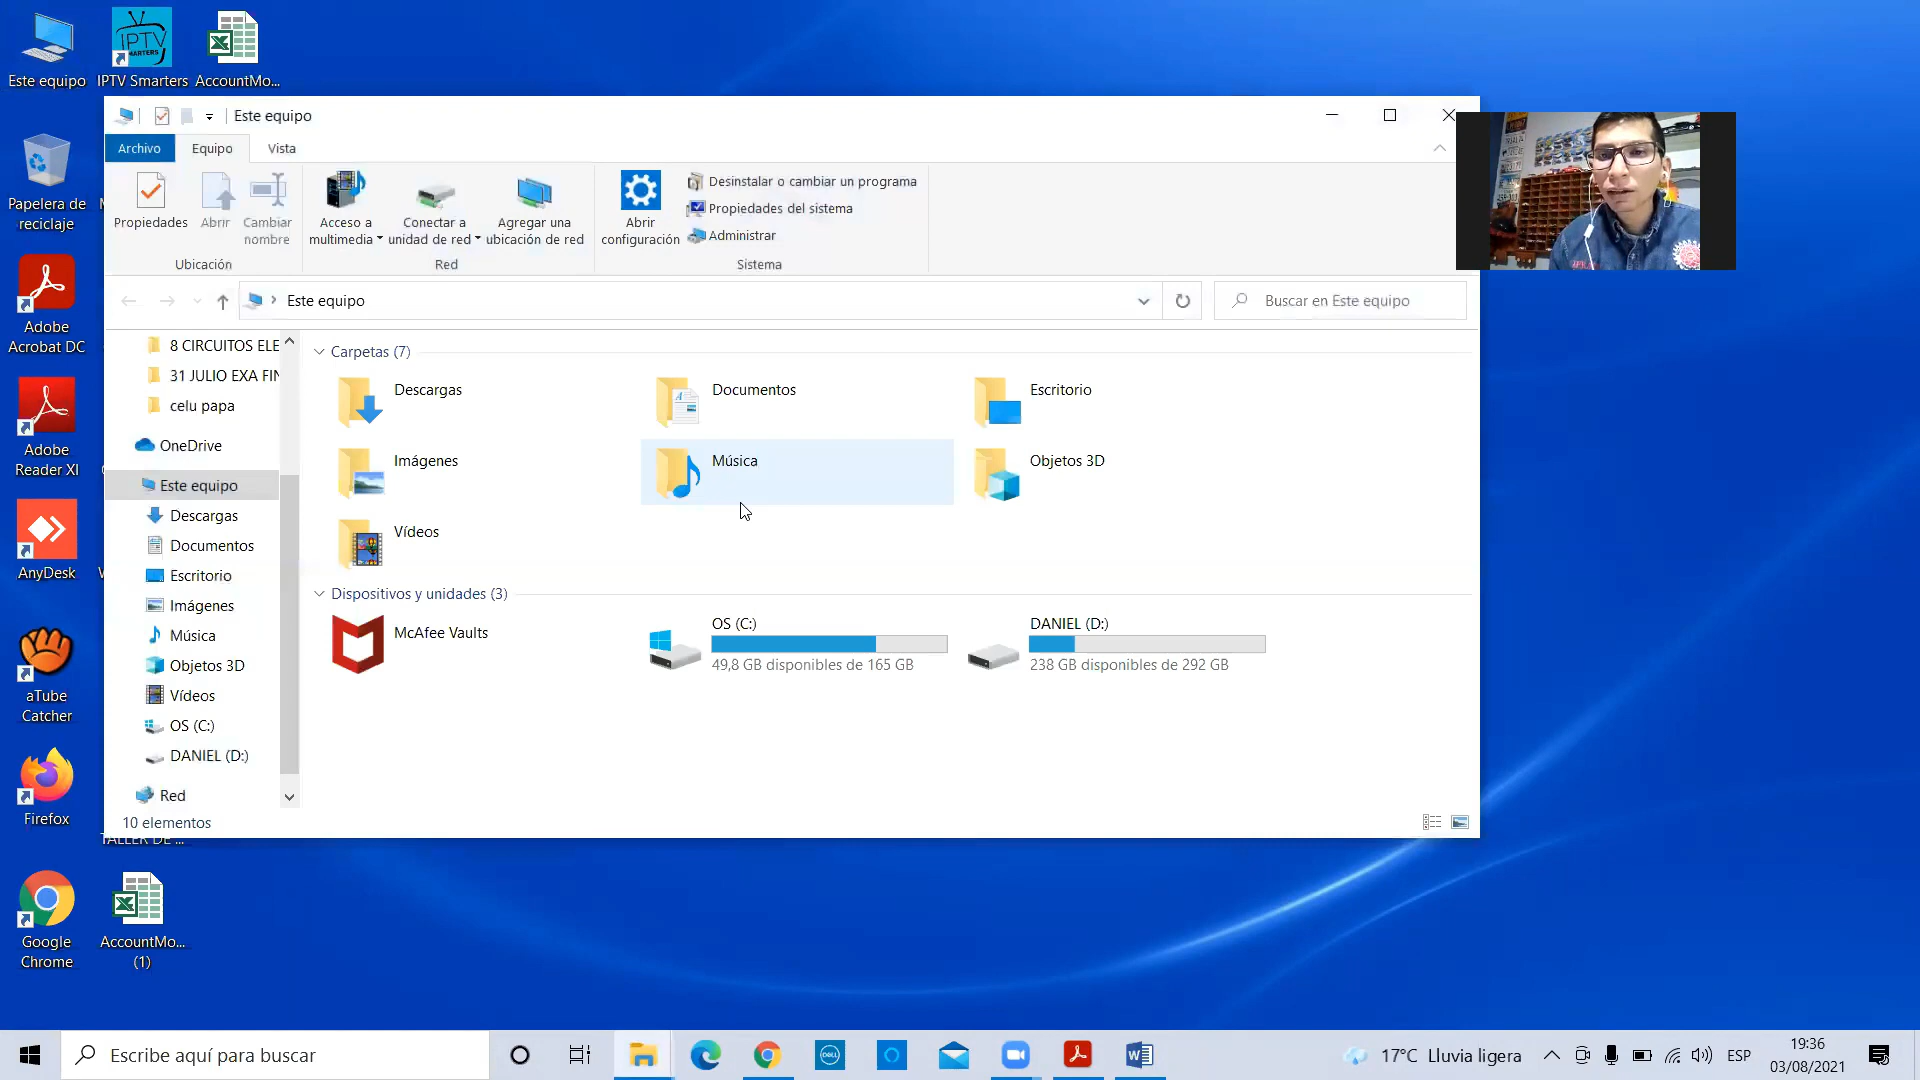 Este equipo
IPTV Smarters
AccountMo...
Papelera de
reciclaje
Adobe
Acrobat DC
Adobe
Reader XI
AnyDesk
aTube
Catcher
Firefox
Google
Chrome
TALLER DE ...
AccountMo...
(1)
Este equipo
Archivo
Equipo
Vista
Propiedades
Abrir
Cambiar
nombre
Ubicación
Acceso a
multimedia
Conectar a
unidad de red
Agregar una
ubicación de red
Red
Abrir
configuración
Desinstalar o cambiar un programa
Propiedades del sistema
Administrar
Sistema
Este equipo
Buscar en Este equipo
8 CIRCUITOS ELE
31 JULIO EXA FIN
celu papa
OneDrive
Este equipo
Descargas
Documentos
Escritorio
Imágenes
Música
Objetos 3D
Vídeos
OS (C:)
DANIEL (D:)
Red
Carpetas (7)
Descargas
Documentos
Escritorio
Imágenes
Música
Objetos 3D
Vídeos
Dispositivos y unidades (3)
McAfee Vaults
OS (C:)
49,8 GB disponibles de 165 GB
DANIEL (D:)
238 GB disponibles de 292 GB
10 elementos
Escribe aquí para buscar
17°C Lluvia ligera
ESP
19:36
03/08/2021